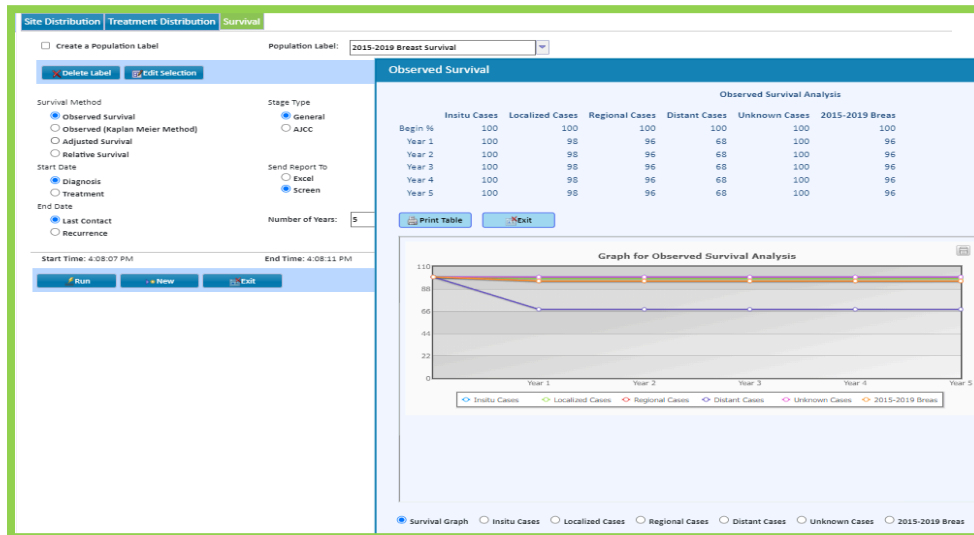 Site Distribution Treatment Distribution Survival
Create a Population Label Population Label: 2015-2019 Breast Survival
Delete Label Edit Selection
Survival Method Stage Type
Observed Survival General
Observed (Kaplan Meier Method) AJCC
Adjusted Survival
Relative Survival
Start Date Send Report To
Diagnosis Excel
Treatment Screen
End Date
Last Contact Number of Years: 5
Recurrence
Start Time: 4:08:07 PM End Time: 4:08:11 PM
Run New Exit
Observed Survival
Observed Survival Analysis
Insitu Cases Localized Cases Regional Cases Distant Cases Unknown Cases 2015-2019 Breas
Begin % 100 100 100 100 100 100
Year 1 100 98 96 68 100 96
Year 2 100 98 96 68 100 96
Year 3 100 98 96 68 100 96
Year 4 100 98 96 68 100 96
Year 5 100 98 96 68 100 96
Print Table Exit
Graph for Observed Survival Analysis
110
88
66
44
22
0
Year 1 Year 2 Year 3 Year 4 Year 5
Insitu Cases Localized Cases Regional Cases Distant Cases Unknown Cases 2015-2019 Breas
Survival Graph Insitu Cases Localized Cases Regional Cases Distant Cases Unknown Cases 2015-2019 Breas